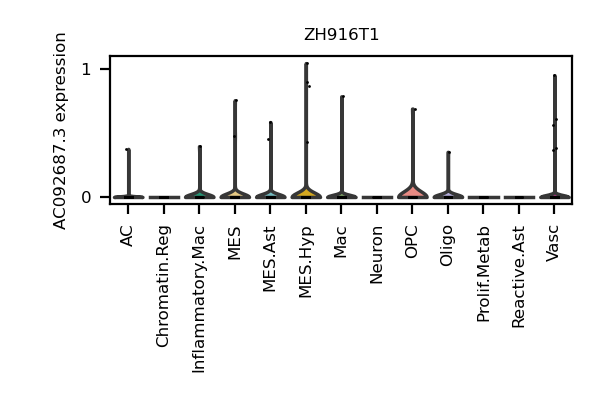 ZH916T1
AC092687.3 expression
1
0
AC
Chromatin.Reg
Inflammatory.Mac
MES
MES.Ast
MES.Hyp
Mac
Neuron
OPC
Oligo
Prolif.Metab
Reactive.Ast
Vasc